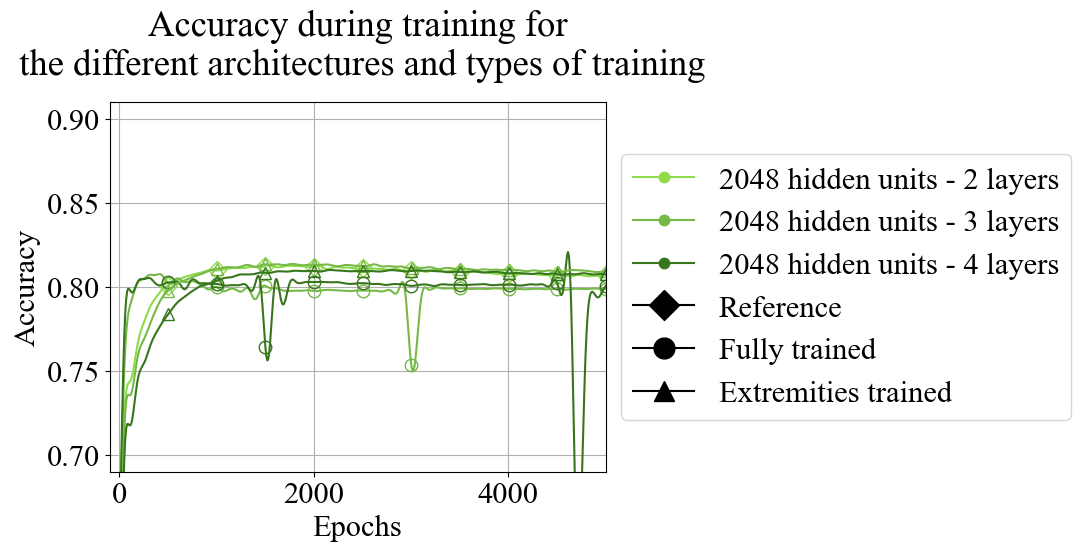 Accuracy during training for
the different architectures and types of training
0.90
0.85
0.80
0.75
0.70
Accuracy
0
2000
4000
Epochs
2048 hidden units - 2 layers
2048 hidden units - 3 layers
2048 hidden units - 4 layers
Reference
Fully trained
Extremities trained